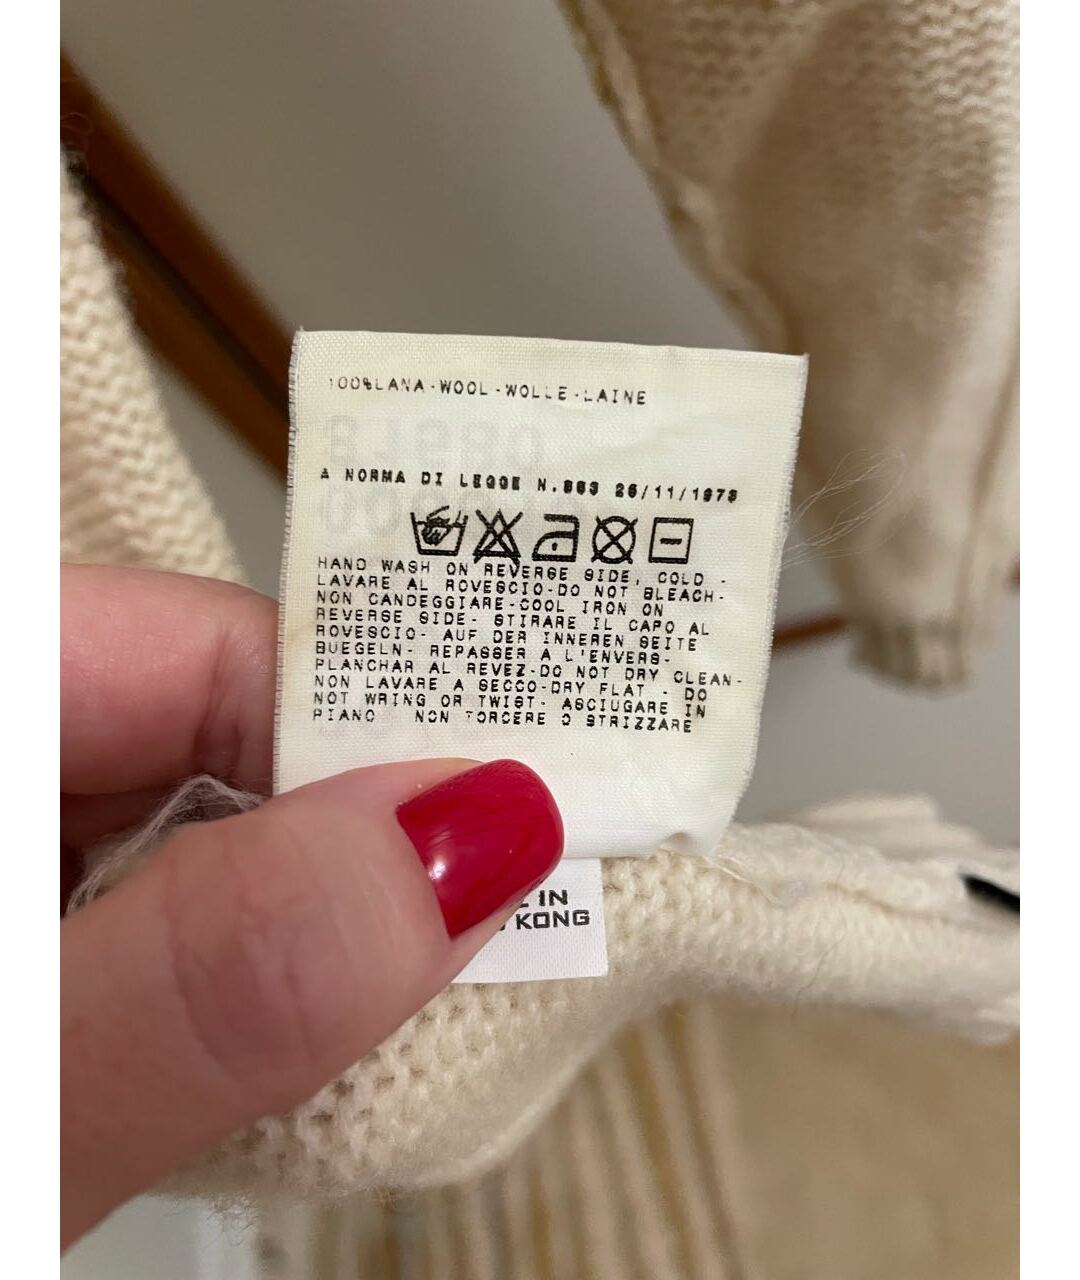 100%LANA-WOOL-WOLLE-LAINE
A NORMA DI LEGGE N.883 26/11/1973
HAND WASH ON REVERSE SIDE, COLD -
LAVARE AL ROVESCIO-DO NOT BLEACH-
NON CANDEGGIARE-COOL IRON ON
REVERSE SIDE- STIRARE IL CAPO AL
ROVESCIO- AUF DER INNEREN SEITE
BUEGELN- REPASSER A L'ENVERS-
PLANCHAR AL REVEZ-DO NOT DRY CLEAN-
NON LAVARE A SECCO-DRY FLAT - DO
NOT WRING OR TWIST- ASCIUGARE IN
PIANO NON TORCERE O STRIZZARE
IN
KONG